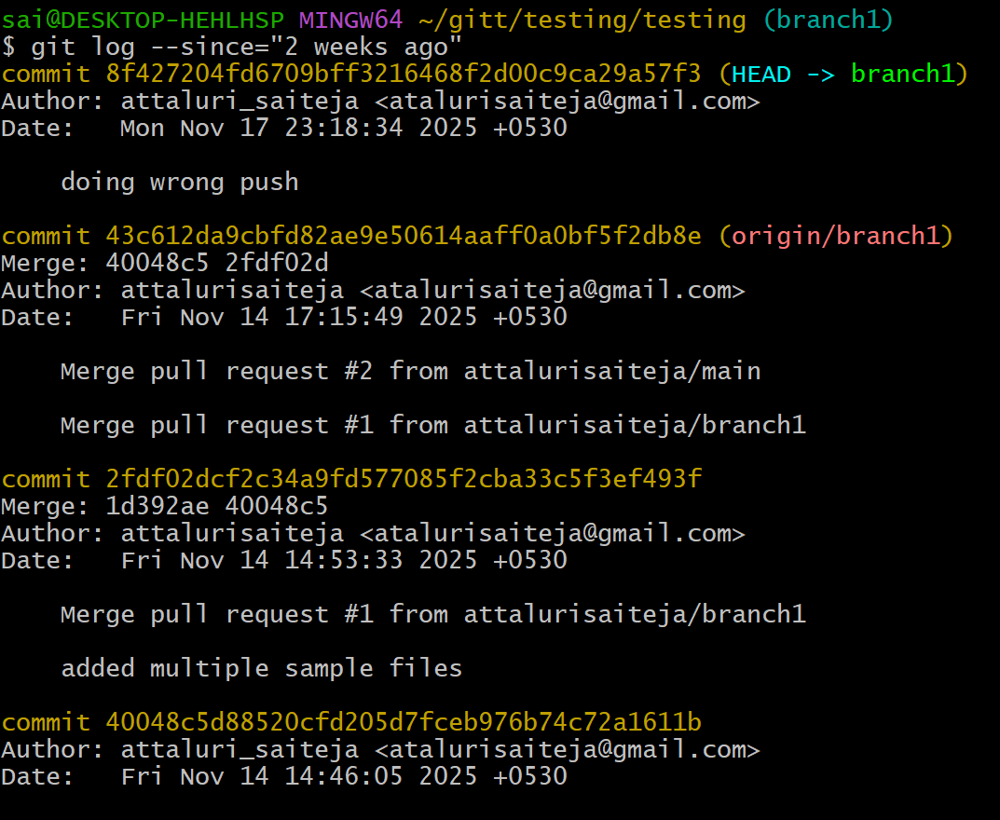 sai@DESKTOP-HEHLHSP MINGW64 ~/gitt/testing/testing (branch1)
$ git log --since="2 weeks ago"
commit 8f427204fd6709bff3216468f2d00c9ca29a57f3 (HEAD -> branch1)
Author: attaluri_saiteja <atalurisaiteja@gmail.com>
Date:   Mon Nov 17 23:18:34 2025 +0530

    doing wrong push

commit 43c612da9cbfd82ae9e50614aaff0a0bf5f2db8e (origin/branch1)
Merge: 40048c5 2fdf02d
Author: attalurisaiteja <atalurisaiteja@gmail.com>
Date:   Fri Nov 14 17:15:49 2025 +0530

    Merge pull request #2 from attalurisaiteja/main

    Merge pull request #1 from attalurisaiteja/branch1

commit 2fdf02dcf2c34a9fd577085f2cba33c5f3ef493f
Merge: 1d392ae 40048c5
Author: attalurisaiteja <atalurisaiteja@gmail.com>
Date:   Fri Nov 14 14:53:33 2025 +0530

    Merge pull request #1 from attalurisaiteja/branch1

    added multiple sample files

commit 40048c5d88520cfd205d7fceb976b74c72a1611b
Author: attaluri_saiteja <atalurisaiteja@gmail.com>
Date:   Fri Nov 14 14:46:05 2025 +0530